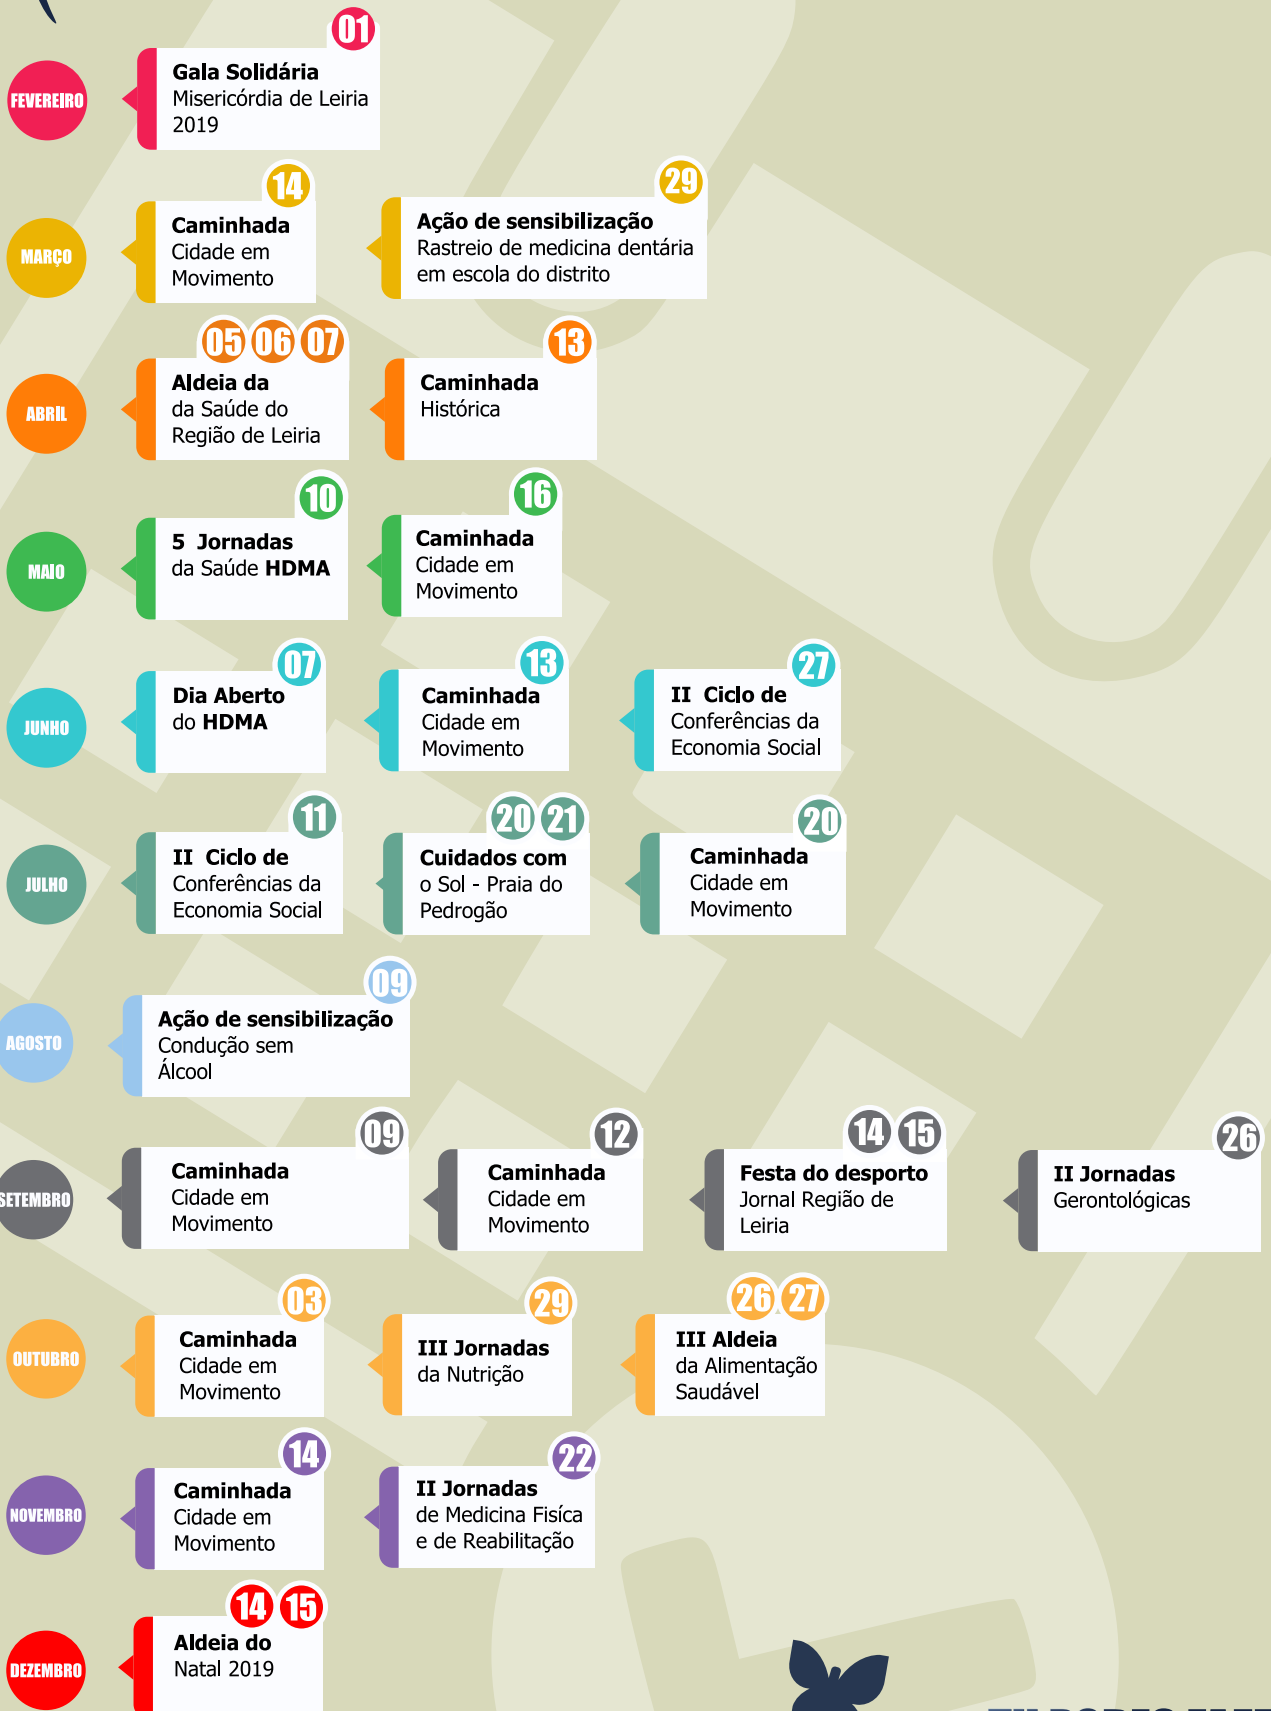 FEVEREIRO
01
Gala Solidária
Misericórdia de Leiria
2019
MARÇO
14
Caminhada
Cidade em
Movimento
29
Ação de sensibilização
Rastreio de medicina dentária
em escola do distrito
ABRIL
05 06 07
Aldeia da
da Saúde do
Região de Leiria
13
Caminhada
Histórica
MAIO
10
5 Jornadas
da Saúde HDMA
16
Caminhada
Cidade em
Movimento
JUNHO
07
Dia Aberto
do HDMA
13
Caminhada
Cidade em
Movimento
27
II Ciclo de
Conferências da
Economia Social
JULHO
11
II Ciclo de
Conferências da
Economia Social
20 21
Cuidados com
o Sol - Praia do
Pedrogão
20
Caminhada
Cidade em
Movimento
AGOSTO
09
Ação de sensibilização
Condução sem
Álcool
SETEMBRO
09
Caminhada
Cidade em
Movimento
12
Caminhada
Cidade em
Movimento
14 15
Festa do desporto
Jornal Região de
Leiria
26
II Jornadas
Gerontológicas
OUTUBRO
03
Caminhada
Cidade em
Movimento
29
III Jornadas
da Nutrição
26 27
III Aldeia
da Alimentação
Saudável
NOVEMBRO
14
Caminhada
Cidade em
Movimento
22
II Jornadas
de Medicina Fisíca
e de Reabilitação
DEZEMBRO
14 15
Aldeia do
Natal 2019